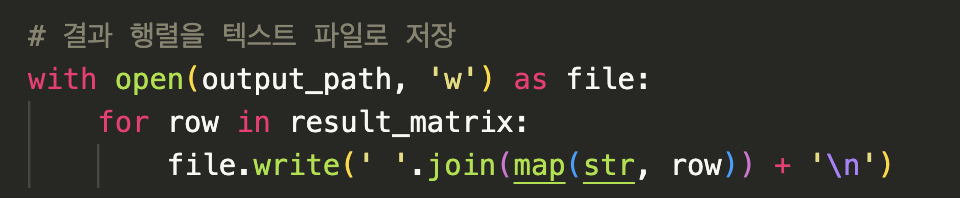 # 결과 행렬을 텍스트 파일로 저장
with open(output_path, 'w') as file:
    for row in result_matrix:
        file.write(' '.join(map(str, row)) + '\n')